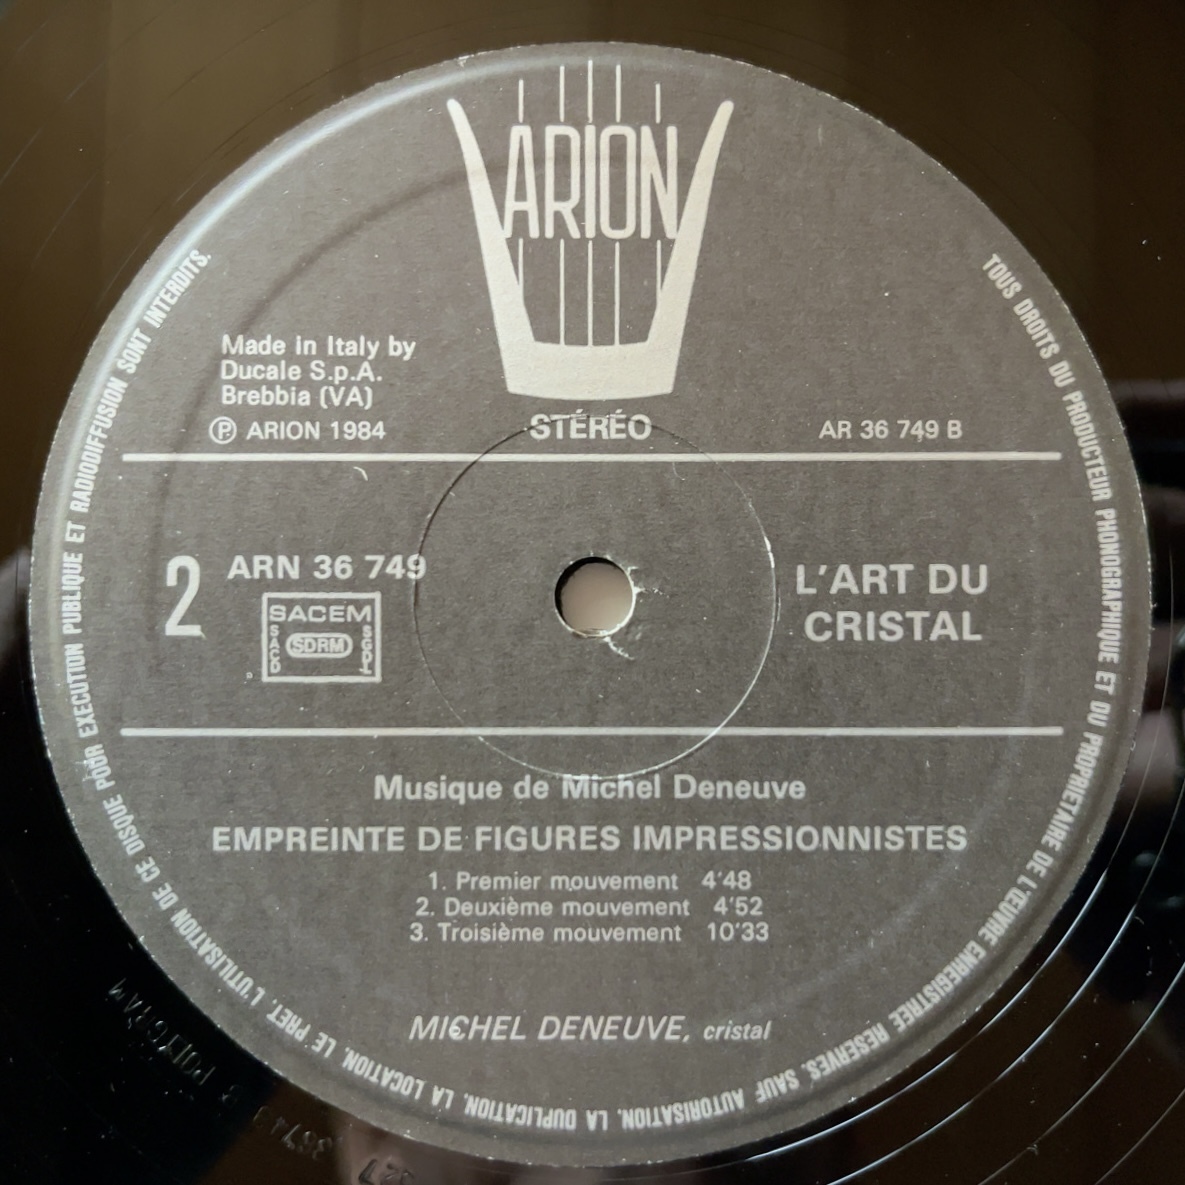 ARION
Made in Italy by
Ducale S.p.A.
Brebbia (VA)
Ⓟ ARION 1984
STÉRÉO
AR 36 749 B
2
ARN 36 749
SACEM
SACD
SDRM
SGDL
L'ART DU
CRISTAL
Musique de Michel Deneuve
EMPREINTE DE FIGURES IMPRESSIONNISTES
1. Premier mouvement 4'48
2. Deuxième mouvement 4'52
3. Troisième mouvement 10'33
MICHEL DENEUVE, cristal
TOUS DROITS DU PRODUCTEUR PHONOGRAPHIQUE ET DU PROPRIETAIRE DE L'ŒUVRE ENREGISTREE RESERVES. SAUF AUTORISATION, LA DUPLICATION, LA LOCATION, LE PRET, L'UTILISATION DE CE DISQUE POUR EXECUTION PUBLIQUE ET RADIODIFFUSION SONT INTERDITS.